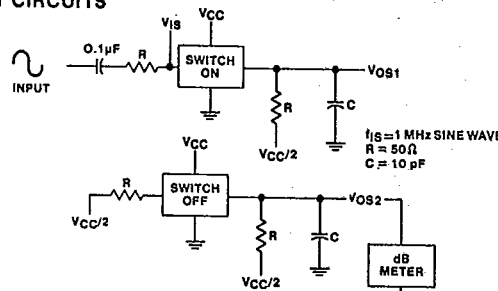 CIRCUITS
VCC
VIS
0.1µF
R
SWITCH
ON
VOS1
INPUT
R
C
VCC/2
fIS=1 MHz SINE WAVE
R = 50Ω
C = 10 pF
VCC
R
SWITCH
OFF
VOS2
VCC/2
R
C
VCC/2
dB
METER